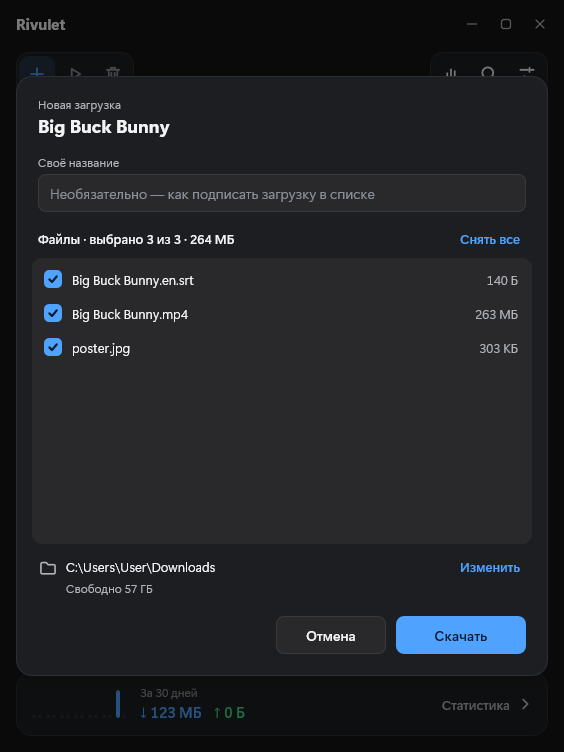 Rivulet
Новая загрузка
Big Buck Bunny
Своё название
Необязательно — как подписать загрузку в списке
Файлы · выбрано 3 из 3 · 264 МБ
Снять все
Big Buck Bunny.en.srt
140 Б
Big Buck Bunny.mp4
263 МБ
poster.jpg
303 КБ
C:\Users\User\Downloads
Изменить
Свободно 57 ГБ
Отмена
Скачать
За 30 дней
↓ 123 МБ ↑ 0 Б
Статистика